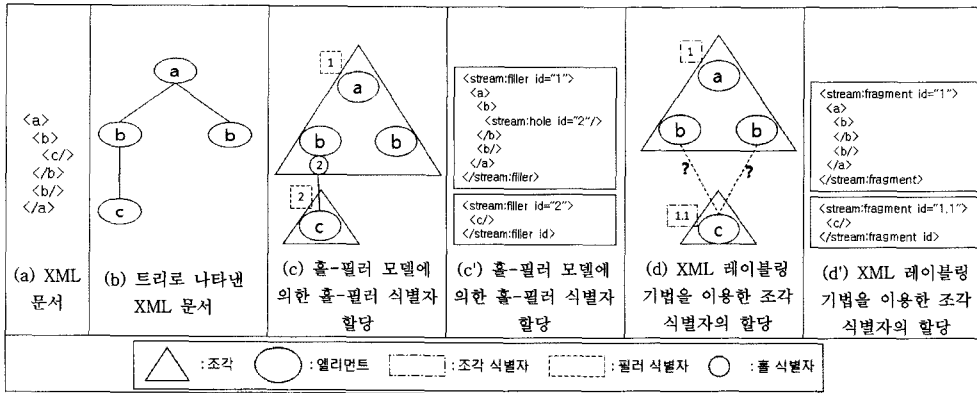 <a>
<b>
<c/>
</b>
<b/>
</a>
(a) XML
문서
a
b
b
c
(b) 트리로 나타낸
XML 문서
1
a
b
b
2
2
c
(c) 홀-필러 모델에
의한 홀-필러 식별자
할당
<stream:filler id="1">
<a>
<b>
<stream:hole id="2"/>
</b>
<b/>
</a>
</stream:filler>
<stream:filler id="2">
<c/>
</stream:filler id>
(c') 홀-필러 모델에
의한 홀-필러 식별자
할당
1
a
b
b
?
?
1.1
c
(d) XML 레이블링
기법을 이용한 조각
식별자의 할당
<stream:fragment id="1">
<a>
<b>
</b>
<b/>
</a>
</stream:fragment>
<stream:fragment id="1.1">
<c/>
</stream:fragment id>
(d') XML 레이블링
기법을 이용한 조각
식별자의 할당
: 조각
: 엘리먼트
: 조각 식별자
: 필러 식별자
: 홀 식별자